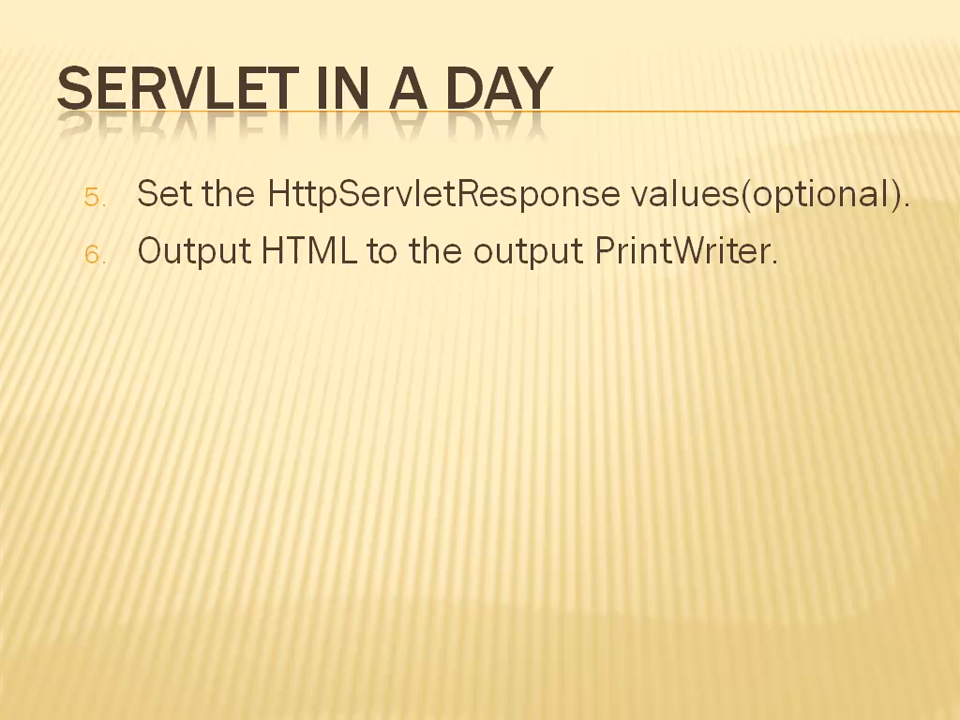 SERVLET IN A DAY
5. Set the HttpServletResponse values(optional).
6. Output HTML to the output PrintWriter.